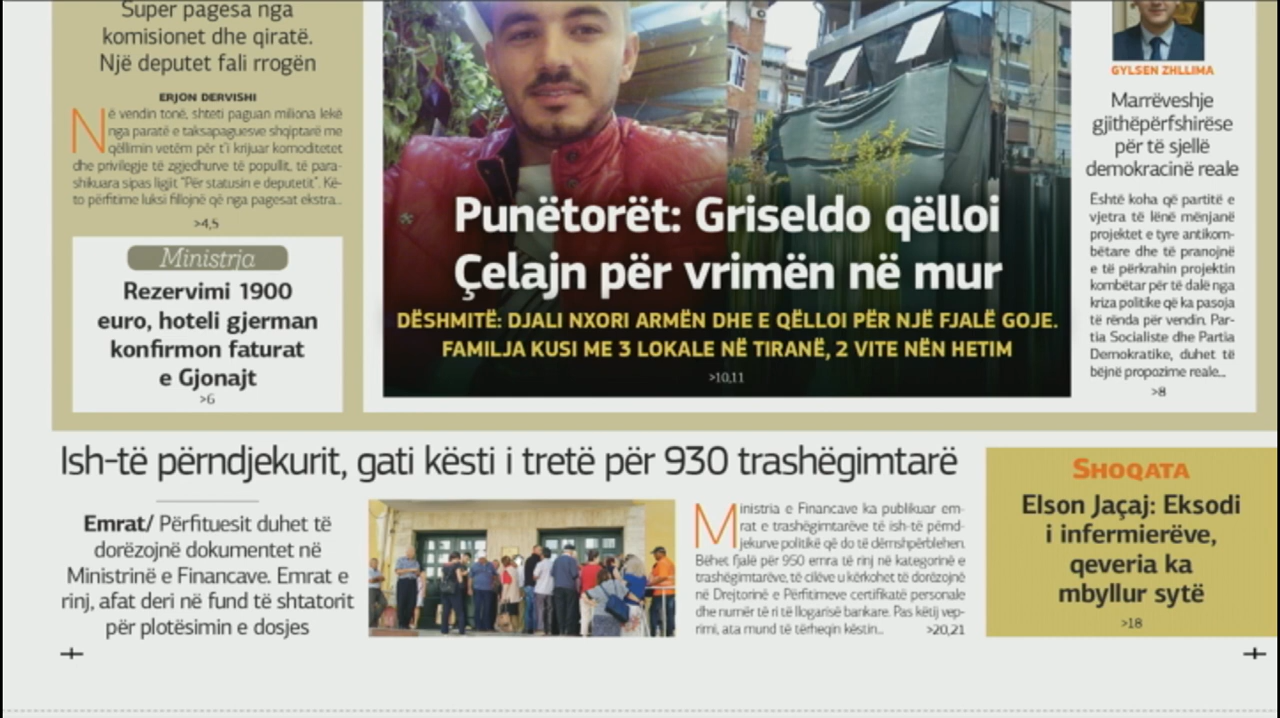 Super pagesa nga
komisionet dhe qiratë.
Një deputet fali rrogën
ERJON DERVISHI
Në vendin tonë, shteti paguan miliona lekë
nga paratë e taksapaguesve shqiptarë me
qëllimin vetëm për t'i krijuar komoditetet
dhe privilegje të zgjedhurve të popullit, të para-
shikuara sipas ligjit "Për statusin e deputetit". Kë-
to përfitime luksi fillojnë që nga pagesat ekstra...
>4,5
Ministrja
Rezervimi 1900
euro, hoteli gjerman
konfirmon faturat
e Gjonajt
>6
Punëtorët: Griseldo qëlloi
Çelajn për vrimën në mur
DËSHMITË: DJALI NXORI ARMËN DHE E QËLLOI PËR NJË FJALË GOJE.
FAMILJA KUSI ME 3 LOKALE NË TIRANË, 2 VITE NËN HETIM
>10,11
GYLSEN ZHLLIMA
Marrëveshje
gjithëpërfshirëse
për të sjellë
demokracinë reale
Është koha që partitë e
vjetra të lënë mënjanë
projektet e tyre antikom-
bëtare dhe të pranojnë
e të përkrahin projektin
kombëtar për të dalë nga
kriza politike që ka pasoja
të rënda për vendin. Par-
tia Socialiste dhe Partia
Demokratike, duhet të
bëjnë propozime reale...
>8
Ish-të përndjekurit, gati kësti i tretë për 930 trashëgimtarë
Emrat/ Përfituesit duhet të
dorëzojnë dokumentet në
Ministrinë e Financave. Emrat e
rinj, afat deri në fund të shtatorit
për plotësimin e dosjes
Ministria e Financave ka publikuar em-
rat e trashëgimtarëve të ish-të përnd-
jekurve politikë që do të dëmshpërblehen.
Bëhet fjalë për 950 emra të rinj në kategorinë e
trashëgimtarëve, të cilëve u kërkohet të dorëzojnë
në Drejtorinë e Përfitimeve certifikatë personale
dhe numër të ri të llogarisë bankare. Pas këtij vep-
rimi, ata mund të tërheqin këstin... >20,21
SHOQATA
Elson Jaçaj: Eksodi
i infermierëve,
qeveria ka
mbyllur sytë
>18